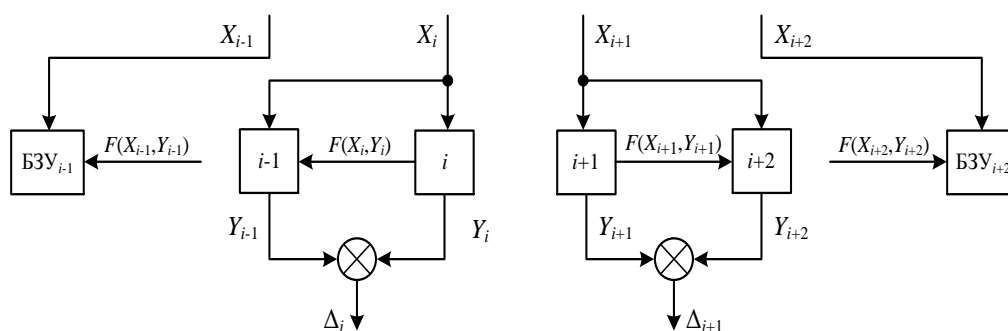 X_{i-1} X_i X_{i+1} X_{i+2}
БЗУ_{i-1} F(X_{i-1},Y_{i-1}) i-1 F(X_i,Y_i) i i+1 F(X_{i+1},Y_{i+1}) i+2 F(X_{i+2},Y_{i+2}) БЗУ_{i+2}
Y_{i-1} Y_i Y_{i+1} Y_{i+2}
Δ_i Δ_{i+1}